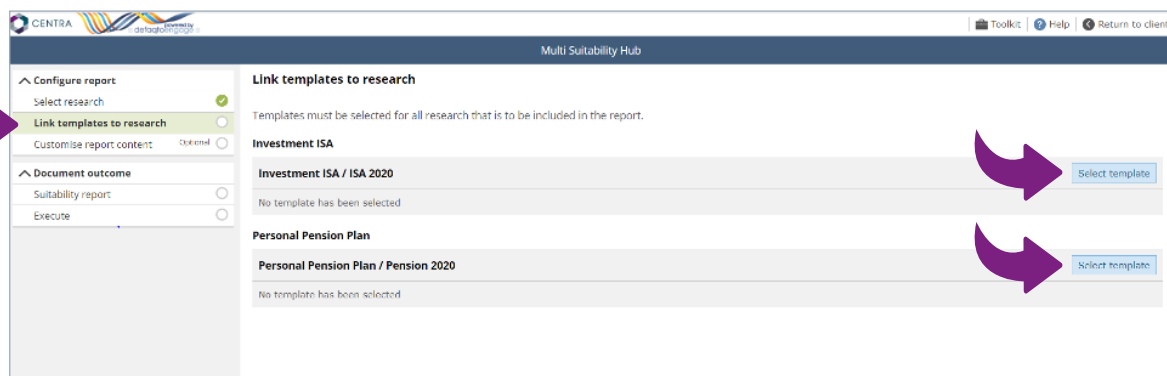 CENTRA
powered by
defaqto engage
Toolkit
Help
Return to client
Multi Suitability Hub
Configure report
Select research
Link templates to research
Customise report content Optional
Document outcome
Suitability report
Execute
Link templates to research
Templates must be selected for all research that is to be included in the report.
Investment ISA
Investment ISA / ISA 2020
Select template
No template has been selected
Personal Pension Plan
Personal Pension Plan / Pension 2020
Select template
No template has been selected